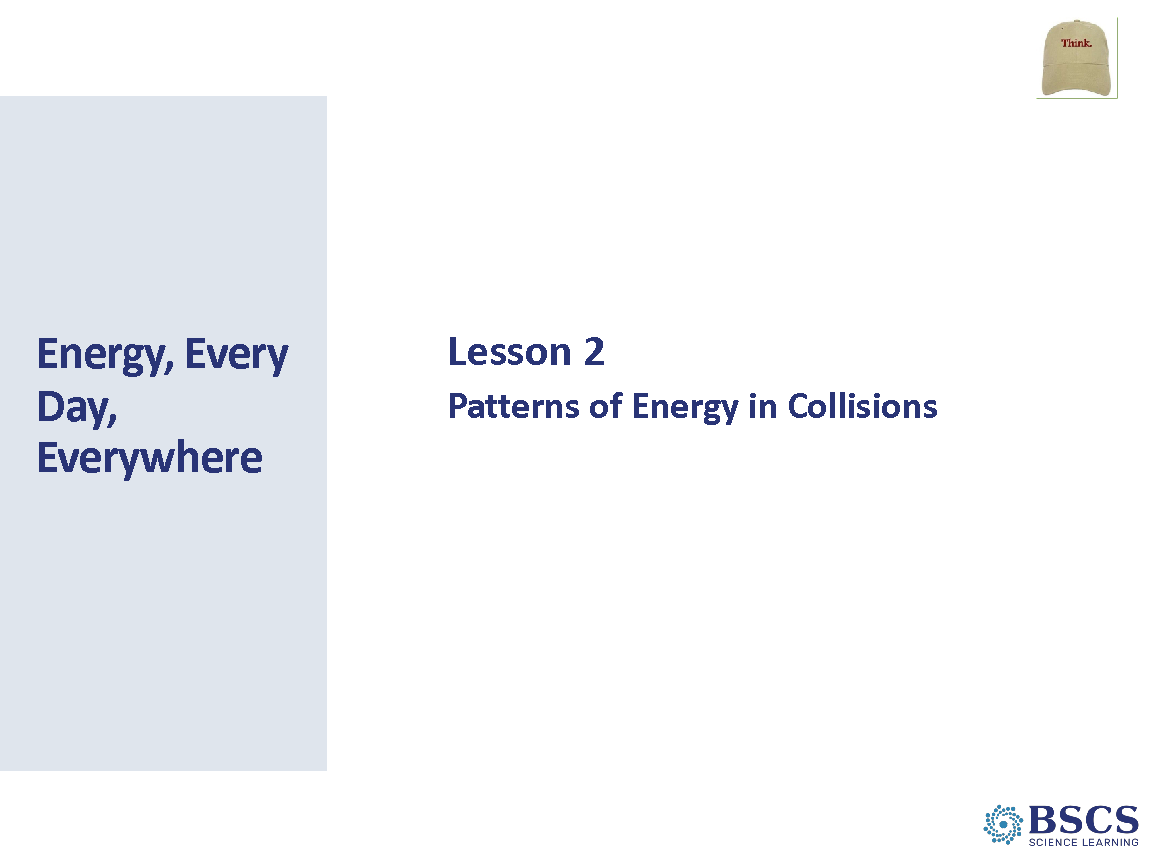 Think.
Energy, Every
Day,
Everywhere
Lesson 2
Patterns of Energy in Collisions
BSCS
SCIENCE LEARNING